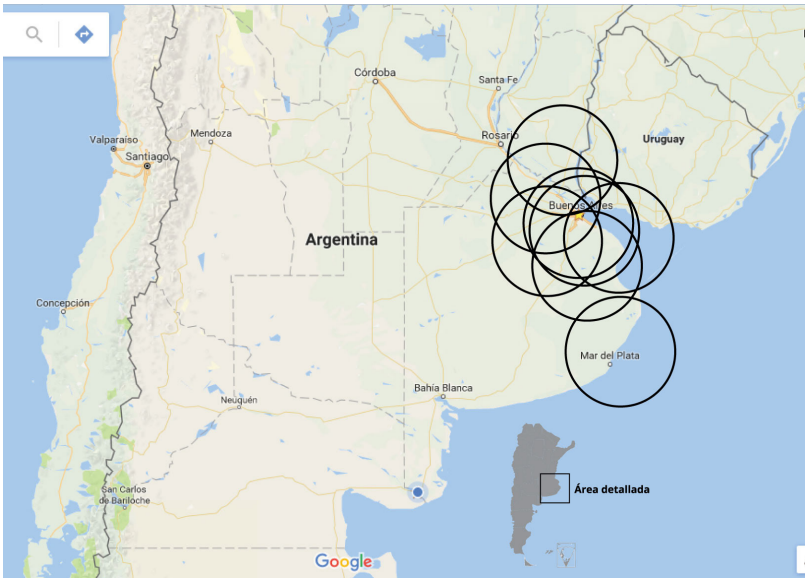 Córdoba
Santa Fe
Rosario
Valparaíso
Mendoza
Santiago
Uruguay
Buenos Aires
Argentina
Concepción
Mar del Plata
Bahía Blanca
Neuquén
San Carlos
de Bariloche
Área detallada
Google